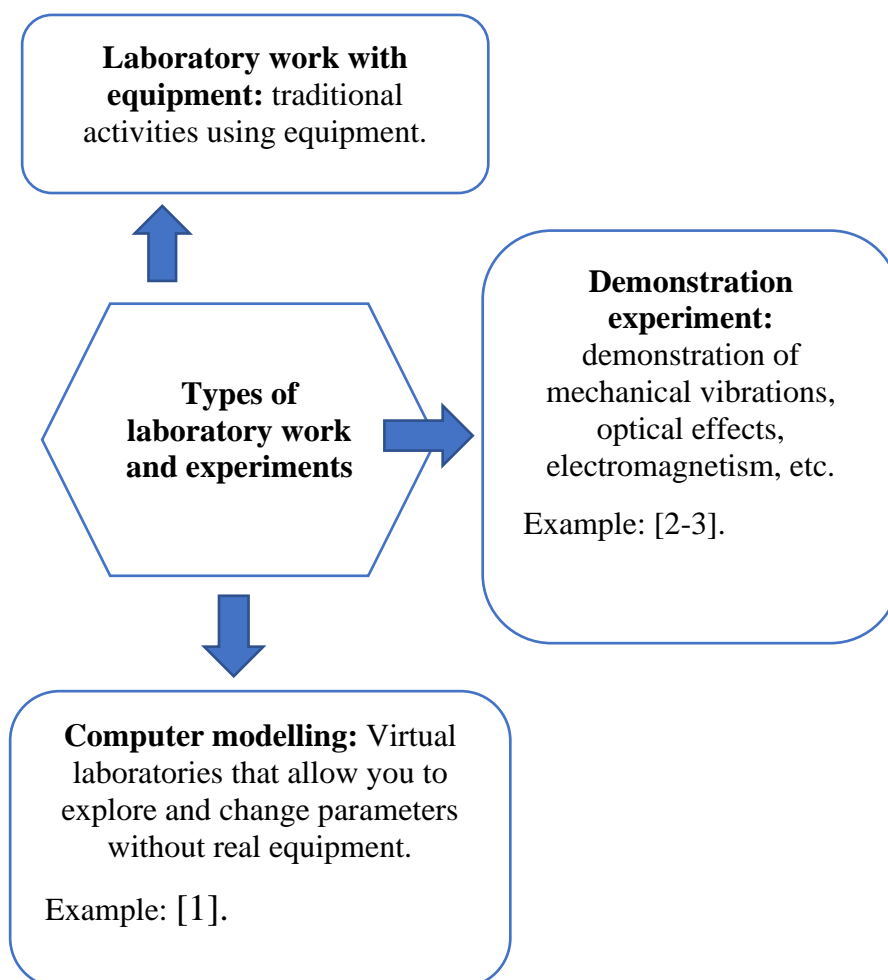 Laboratory work with
equipment: traditional
activities using equipment.
Types of
laboratory work
and experiments
Demonstration
experiment:
demonstration of
mechanical vibrations,
optical effects,
electromagnetism, etc.
Example: [2-3].
Computer modelling: Virtual
laboratories that allow you to
explore and change parameters
without real equipment.
Example: [1].